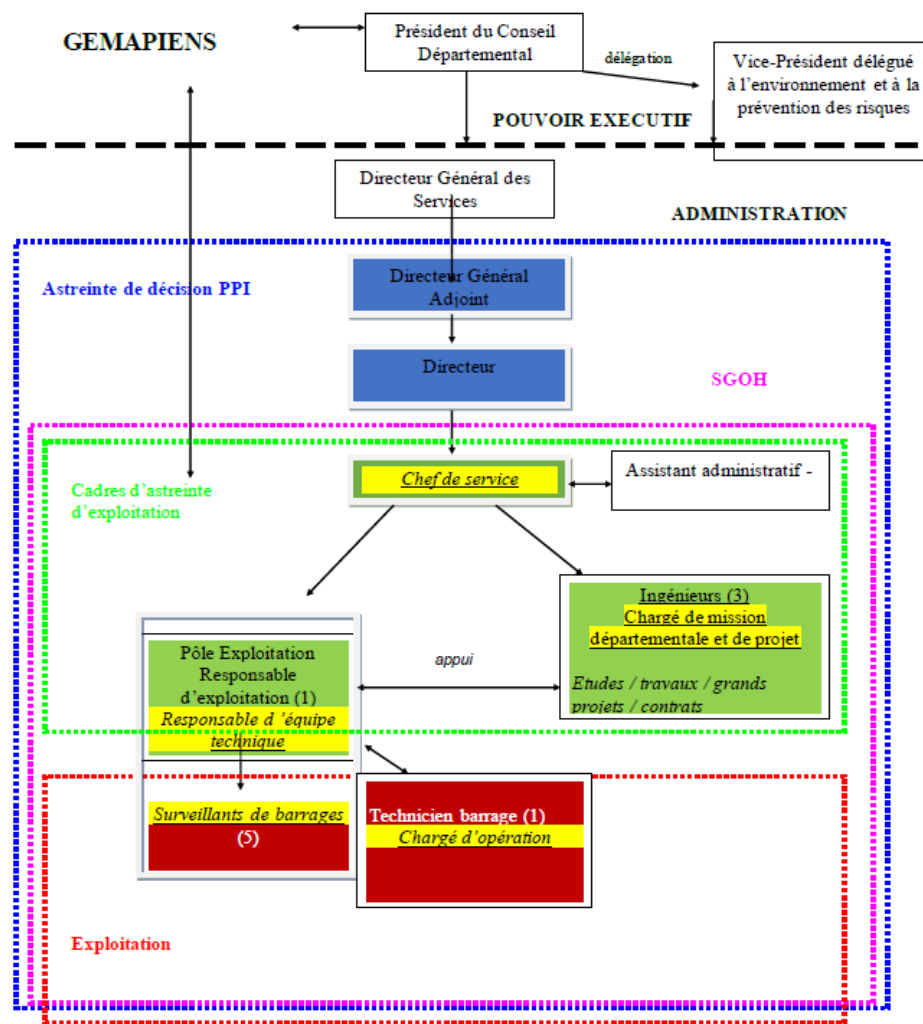 GEMAPIENS
Président du Conseil
Départemental
délégation
Vice-Président délégué
à l'environnement et à la
prévention des risques
POUVOIR EXECUTIF
Directeur Général des
Services
ADMINISTRATION
Astreinte de décision PPI
Directeur Général
Adjoint
Directeur
SGOH
Cadres d'astreinte
d'exploitation
Chef de service
Assistant administratif -
Ingénieurs (3)
Chargé de mission
départementale et de projet
Etudes / travaux / grands
projets / contrats
Pôle Exploitation
Responsable
d'exploitation (1)
Responsable d 'équipe
technique
appui
Surveillants de barrages
(5)
Technicien barrage (1)
Chargé d'opération
Exploitation